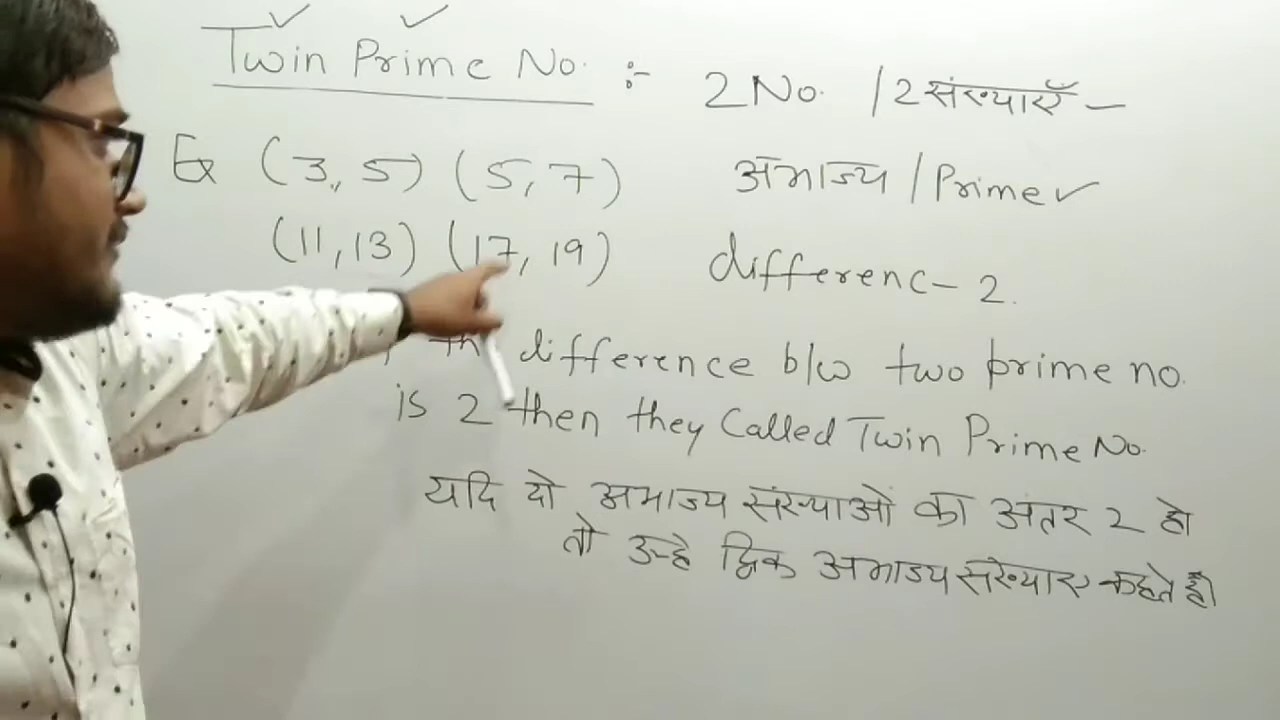 Twin Prime No. :- 2 No. / 2 संख्याएँ -
Ex (3, 5) (5, 7) अभाज्य / Prime ✓
(11, 13) (17, 19) differenc - 2.
difference b/w two prime no.
is 2 then they Called Twin Prime No.
यदि दो अभाज्य संख्याओं का अंतर 2 हो
तो उन्हे द्विक अभाज्य संख्याए कहते है।